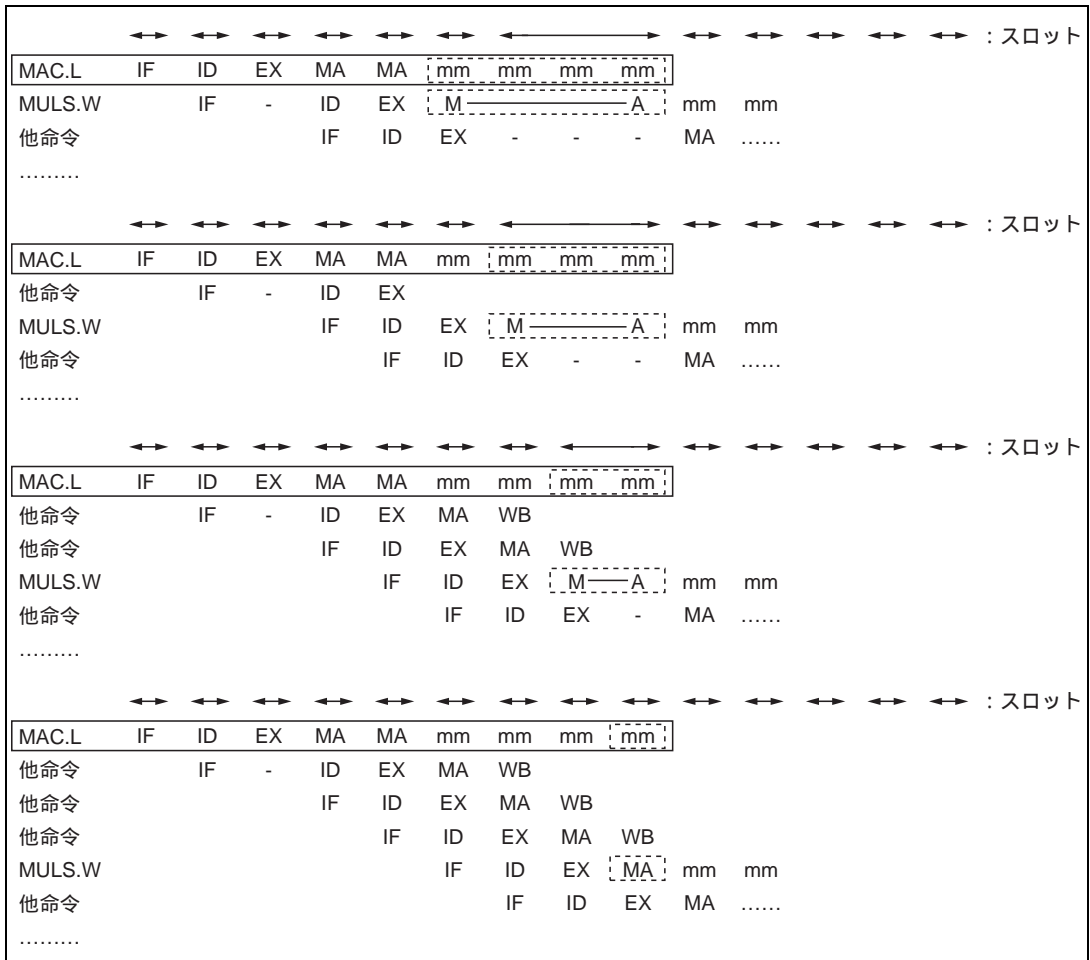 ：スロット
MAC.L IF ID EX MA MA mm mm mm mm
MULS.W IF - ID EX M A mm mm
他命令 IF ID EX - - - MA ……
………
：スロット
MAC.L IF ID EX MA MA mm mm mm mm
他命令 IF - ID EX
MULS.W IF ID EX M A mm mm
他命令 IF ID EX - - MA ……
………
：スロット
MAC.L IF ID EX MA MA mm mm mm mm
他命令 IF - ID EX MA WB
他命令 IF ID EX MA WB
MULS.W IF ID EX M A mm mm
他命令 IF ID EX - MA ……
………
：スロット
MAC.L IF ID EX MA MA mm mm mm mm
他命令 IF - ID EX MA WB
他命令 IF ID EX MA WB
他命令 IF ID EX MA WB
MULS.W IF ID EX MA mm mm
他命令 IF ID EX MA ……
………